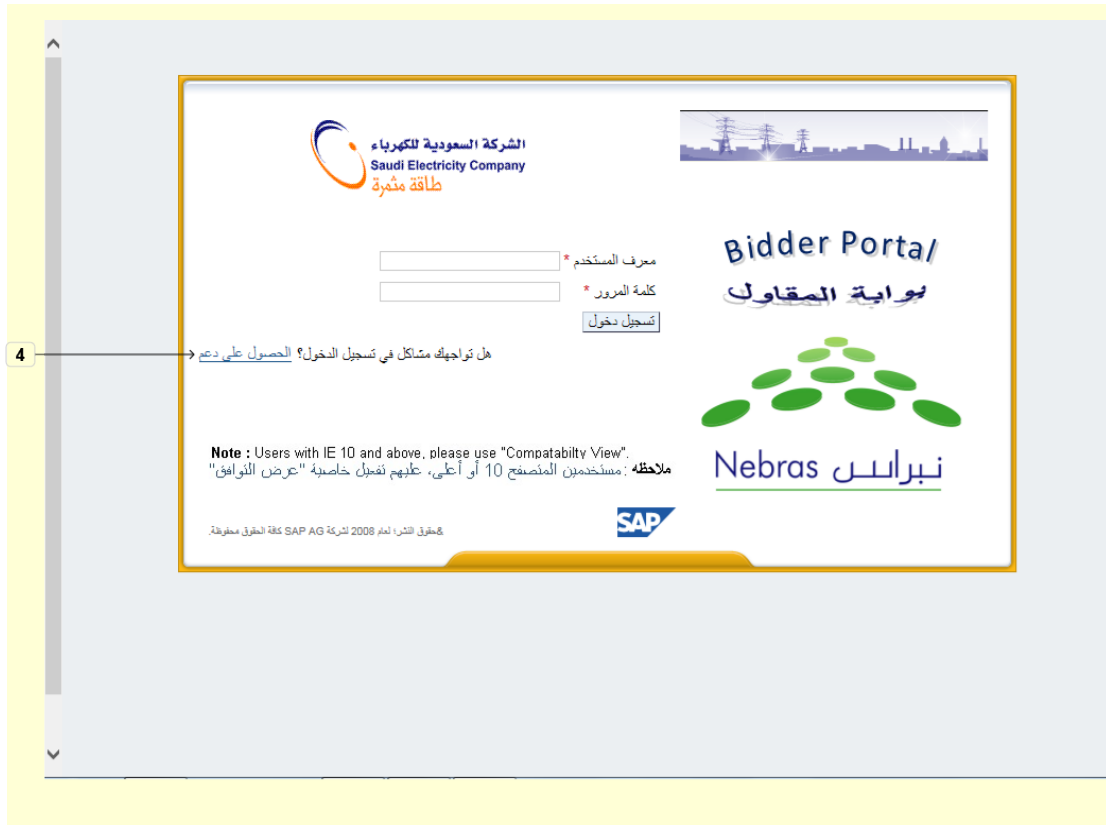 الشركة السعودية للكهرباء
Saudi Electricity Company
طاقة مثمرة
Bidder Portal
بوابة المقاول
معرف المستخدم *
كلمة المرور *
تسجيل دخول
4
هل تواجهك مشاكل في تسجيل الدخول؟ الحصول على دعم
Note : Users with IE 10 and above, please use "Compatabilty View".
ملاحظه : مستخدمين المتصفح 10 أو أعلى، عليهم تفعيل خاصية "عرض التوافق"
Nebras نبراس
SAP
&حقوق النشر؛ لعام 2008 لشركة SAP AG كافة الحقوق محفوظة.